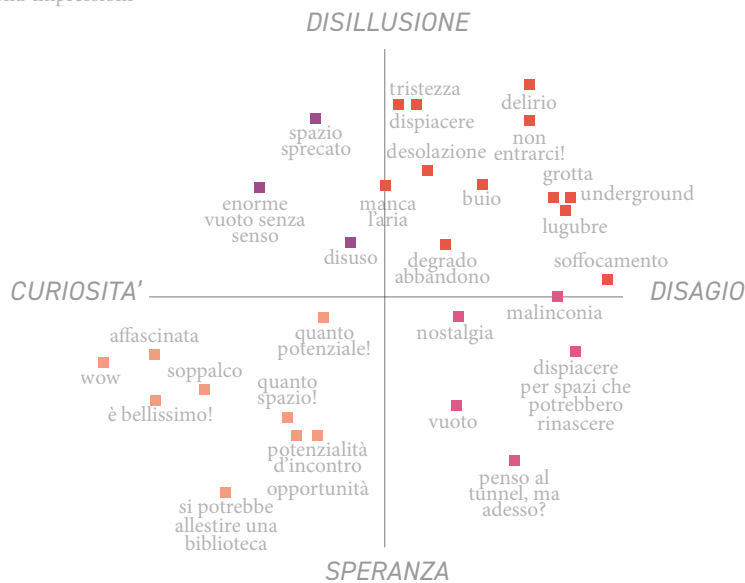 DISILLUSIONE
tristezza
dispiacere
delirio
non
entrarci!
spazio
sprecato
desolazione
grotta
underground
lugubre
buio
manca
l'aria
enorme
vuoto senza
senso
disuso
degrado
abbandono
soffocamento
CURIOSITA'
DISAGIO
malinconia
nostalgia
quanto
potenziale!
affascinata
wow
soppalco
è bellissimo!
quanto
spazio!
dispiacere
per spazi che
potrebbero
rinascere
vuoto
potenzialità
d'incontro
opportunità
penso al
tunnel, ma
adesso?
si potrebbe
allestire una
biblioteca
SPERANZA